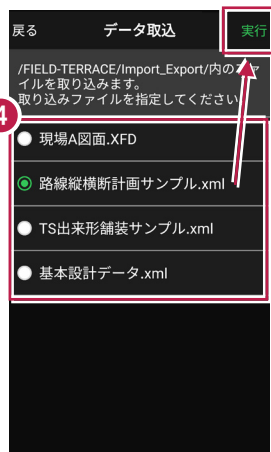 戻る データ取込 実行
/FIELD-TERRACE/Import_Export/内のファ
イルを取り込みます。
取り込みファイルを指定してください
4
現場A図面.XFD
路線縦横断計画サンプル.xml
TS出来形舗装サンプル.xml
基本設計データ.xml